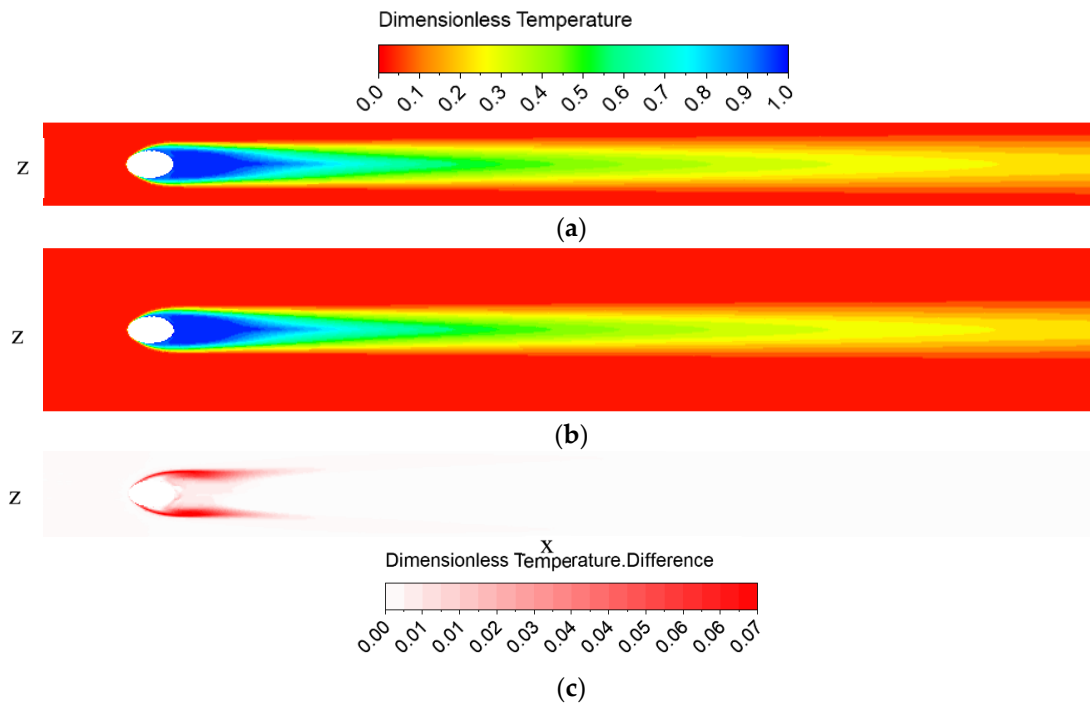 Dimensionless Temperature
0.0 0.1 0.2 0.3 0.4 0.5 0.6 0.7 0.8 0.9 1.0
Z
(a)
Z
(b)
Z
X
Dimensionless Temperature.Difference
0.00 0.01 0.01 0.02 0.03 0.04 0.04 0.05 0.06 0.06 0.07
(c)